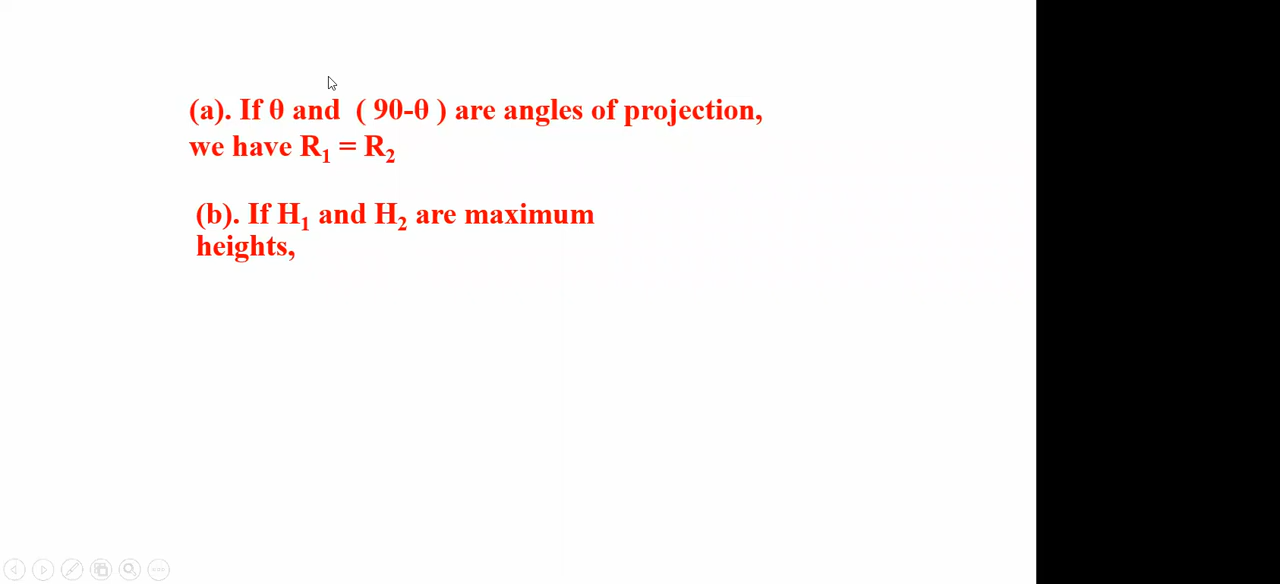 (a). If θ and ( 90-θ ) are angles of projection,
we have R₁ = R₂
(b). If H₁ and H₂ are maximum
heights,